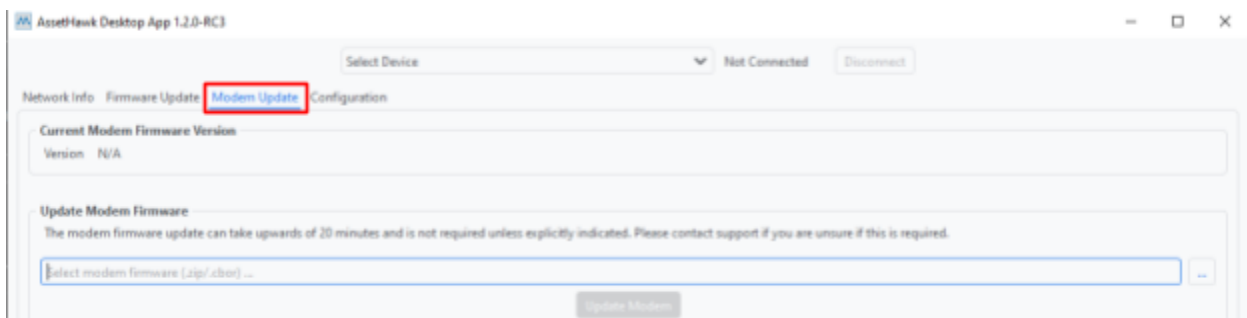 AssetHawk Desktop App 1.2.0-RC3
Select Device Not Connected Disconnect
Network Info Firmware Update Modem Update Configuration
Current Modem Firmware Version
Version N/A
Update Modem Firmware
The modem firmware update can take upwards of 20 minutes and is not required unless explicitly indicated. Please contact support if you are unsure if this is required.
Select modem firmware (.zip/.cbor) ... ...
Update Modem